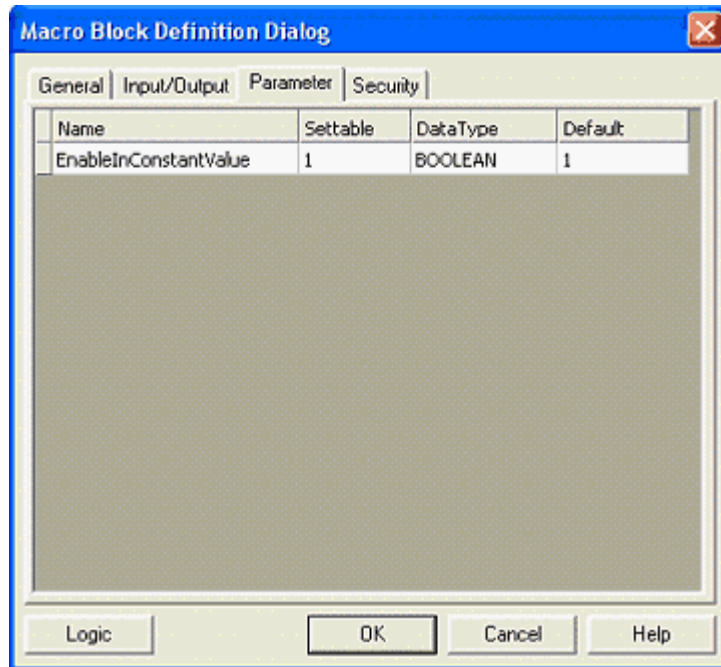 Macro Block Definition Dialog
General Input/Output Parameter Security
Name Settable DataType Default
EnableInConstantValue 1 BOOLEAN 1
Logic OK Cancel Help